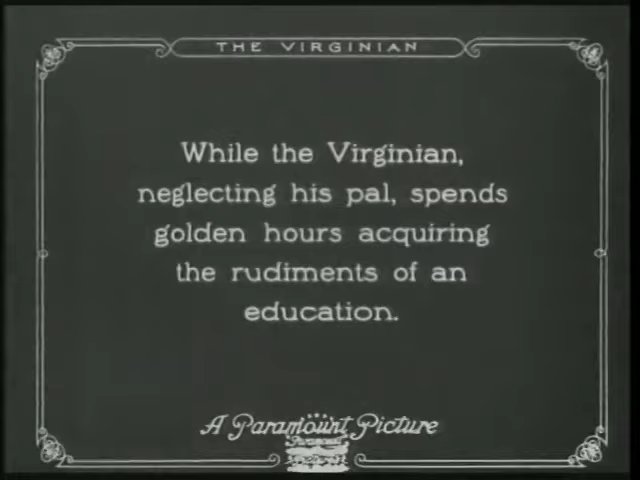 THE VIRGINIAN
While the Virginian,
neglecting his pal, spends
golden hours acquiring
the rudiments of an
education.
A Paramount Picture
Paramount